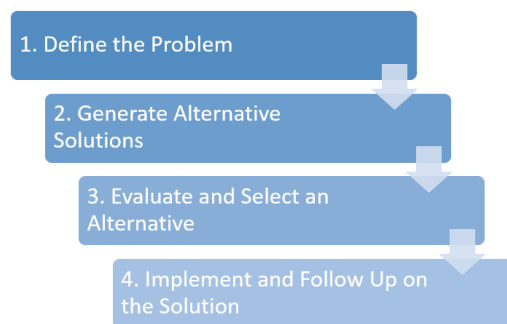 1. Define the Problem
2. Generate Alternative
Solutions
3. Evaluate and Select an
Alternative
4. Implement and Follow Up on
the Solution